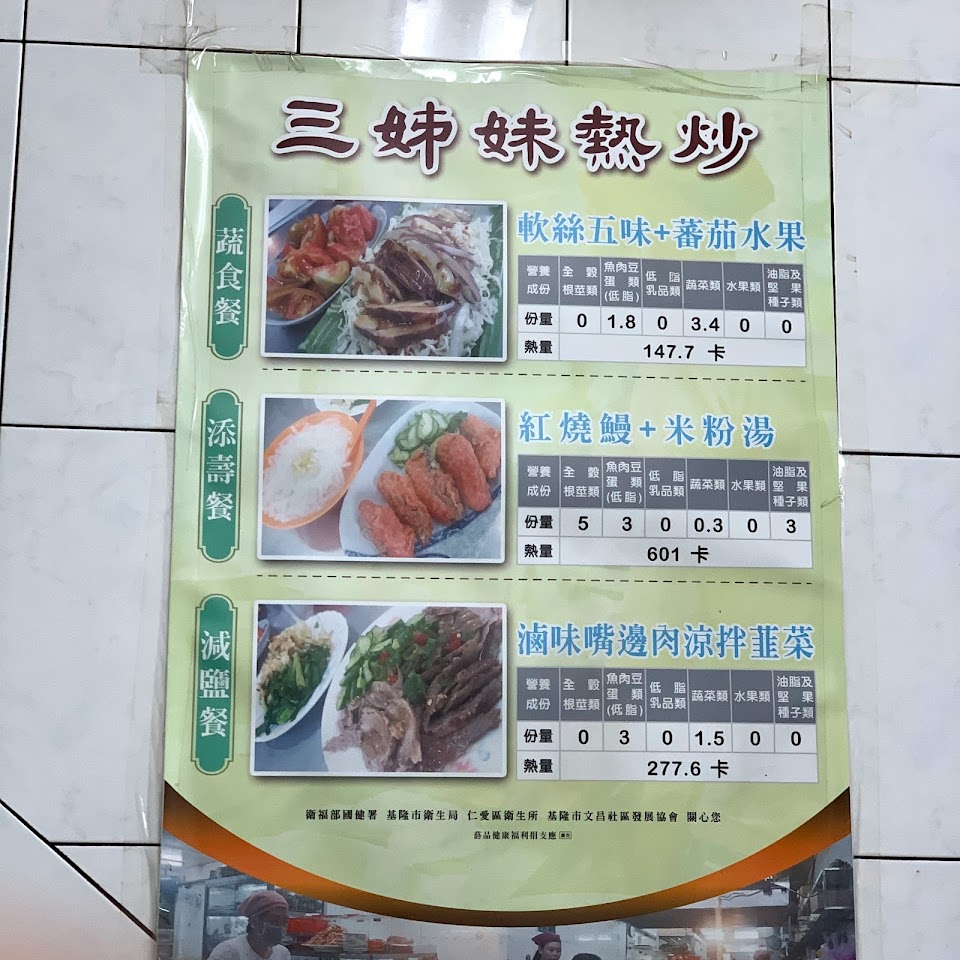 三姊妹熱炒
蔬食餐
軟絲五味+蕃茄水果
營養成份 全穀根莖類 魚肉豆蛋類(低脂) 低脂乳品類 蔬菜類 水果類 油脂及堅果種子類
份量 0 1.8 0 3.4 0 0
熱量 147.7 卡
添壽餐
紅燒鰻+米粉湯
營養成份 全穀根莖類 魚肉豆蛋類(低脂) 低脂乳品類 蔬菜類 水果類 油脂及堅果種子類
份量 5 3 0 0.3 0 3
熱量 601 卡
減鹽餐
滷味嘴邊肉涼拌韮菜
營養成份 全穀根莖類 魚肉豆蛋類(低脂) 低脂乳品類 蔬菜類 水果類 油脂及堅果種子類
份量 0 3 0 1.5 0 0
熱量 277.6 卡
衛福部國健署 基隆市衛生局 仁愛區衛生所 基隆市文昌社區發展協會 關心您
菸品健康福利捐支應 廣告